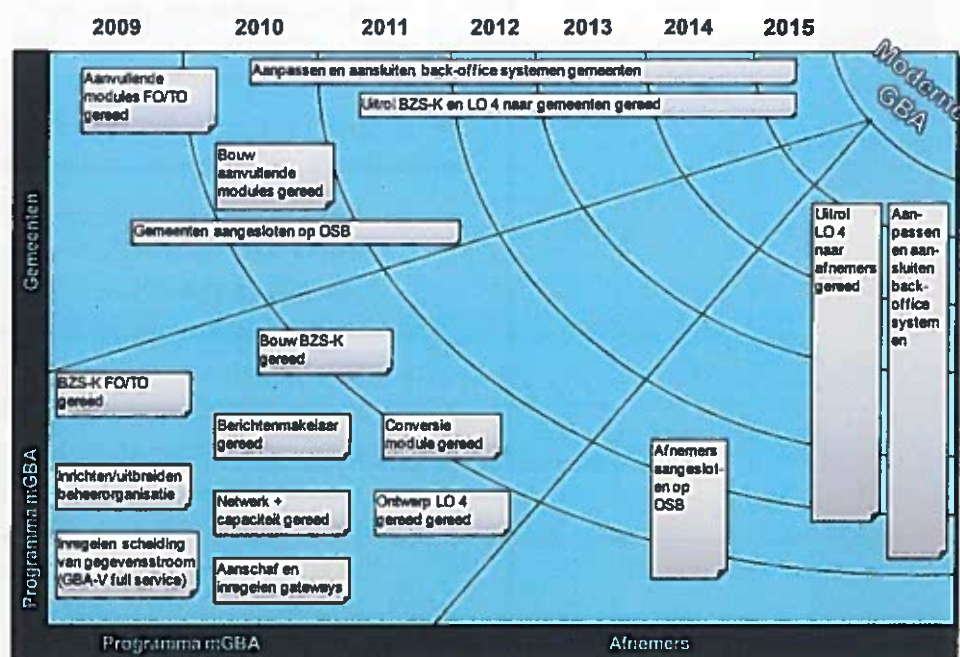 2009 2010 2011 2012 2013 2014 2015
Moderne
GBA
Aanvullende
modules FO/TO
gereed
Aanpassen en aansluiten back-office systemen gemeenten
Uitrol BZS-K en LO 4 naar gemeenten gereed
Bouw
aanvullende
modules gereed
Gemeenten aangesloten op OSB
Uitrol
LO 4
naar
afnemers
gereed
Aan-
passen
en aan-
sluiten
back-
office
system
en
Gemeenten
Bouw BZS-K
gereed
BZS-K FO/TO
gereed
Berichtenmakelaar
gereed
Conversie
module gereed
Afnemers
aangeslot-
en op
OSB
Inrichten/uitbreiden
beheerorganisatie
Netwerk +
capaciteit gereed
Ontwerp LO 4
gereed gereed
Inregelen scheiding
van gegevensstroom
(GBA-V full service)
Aanschaf en
inregelen gateways
Programma mGBA
Programma mGBA
Afnemers